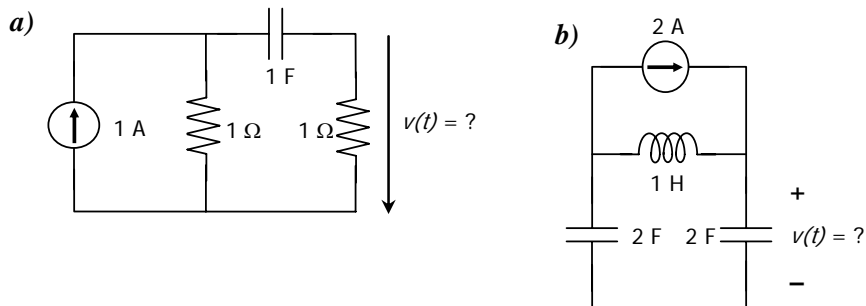 a)
1 F
1 A
1 Ω
1 Ω
v(t) = ?
b)
2 A
1 H
2 F
2 F
+
v(t) = ?
−